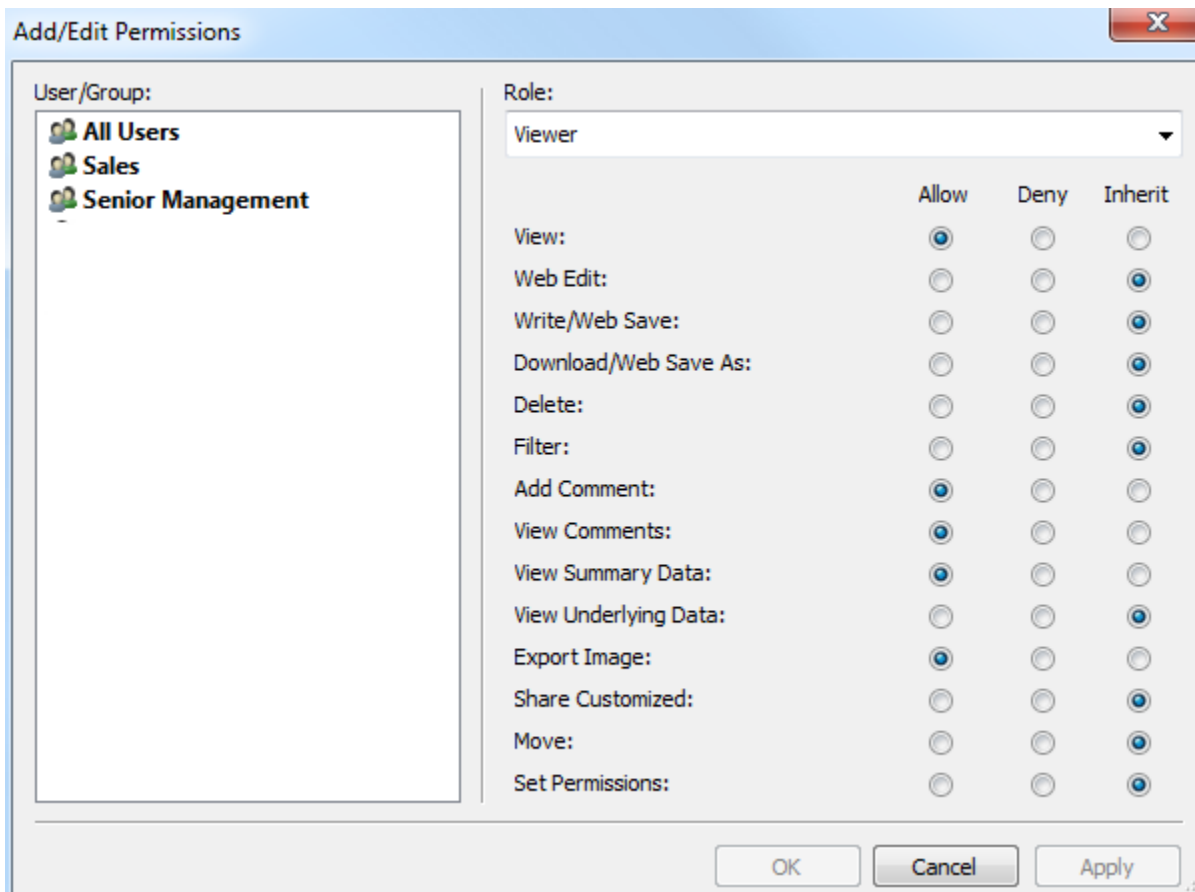 Add/Edit Permissions
User/Group:
All Users
Sales
Senior Management
Role:
Viewer
Allow Deny Inherit
View:
Web Edit:
Write/Web Save:
Download/Web Save As:
Delete:
Filter:
Add Comment:
View Comments:
View Summary Data:
View Underlying Data:
Export Image:
Share Customized:
Move:
Set Permissions:
OK Cancel Apply